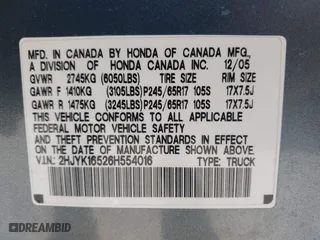 MFD. IN CANADA BY HONDA OF CANADA MFG.,
A DIVISION OF HONDA CANADA INC. 12/05
GVWR 2745KG (6050LBS) TIRE SIZE RIM SIZE
GAWR F 1410KG (3105LBS) P245/65R17 105S 17X7.5J
GAWR R 1475KG (3245LBS) P245/65R17 105S 17X7.5J
THIS VEHICLE CONFORMS TO ALL APPLICABLE
FEDERAL MOTOR VEHICLE SAFETY
AND THEFT PREVENTION STANDARDS IN EFFECT
ON THE DATE OF MANUFACTURE SHOWN ABOVE.
V.I.N: 2HJYK16526H554016 TYPE: TRUCK